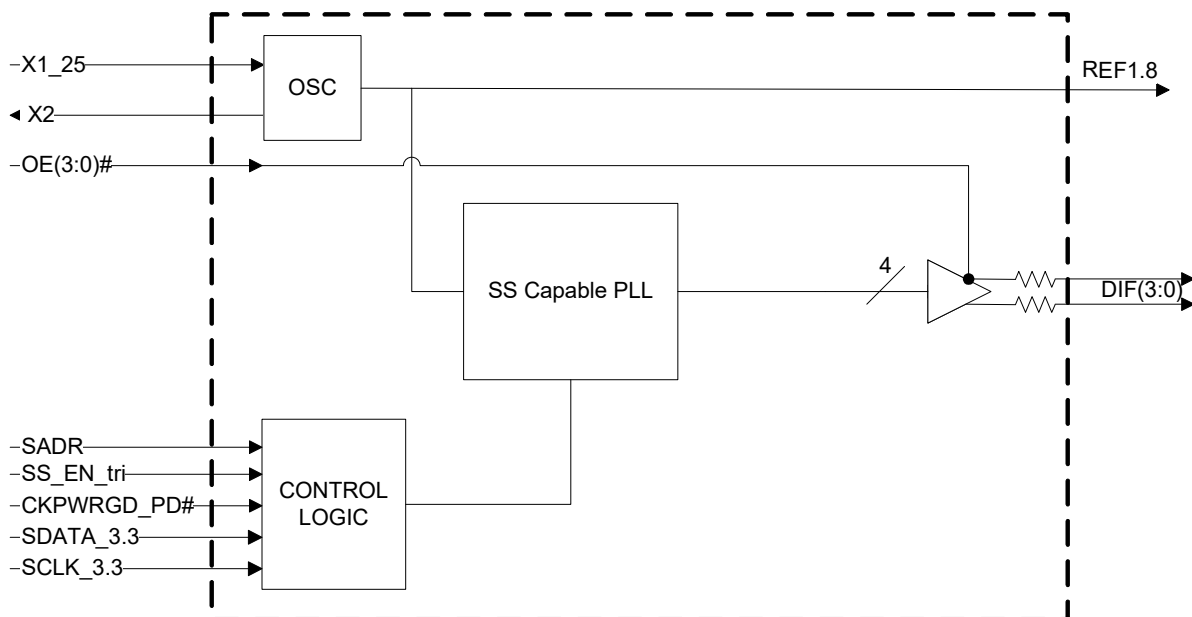 X1_25
OSC
REF1.8
X2
OE(3:0)#
4
SS Capable PLL
DIF(3:0)
SADR
SS_EN_tri
CKPWRGD_PD#
SDATA_3.3
SCLK_3.3
CONTROL
LOGIC